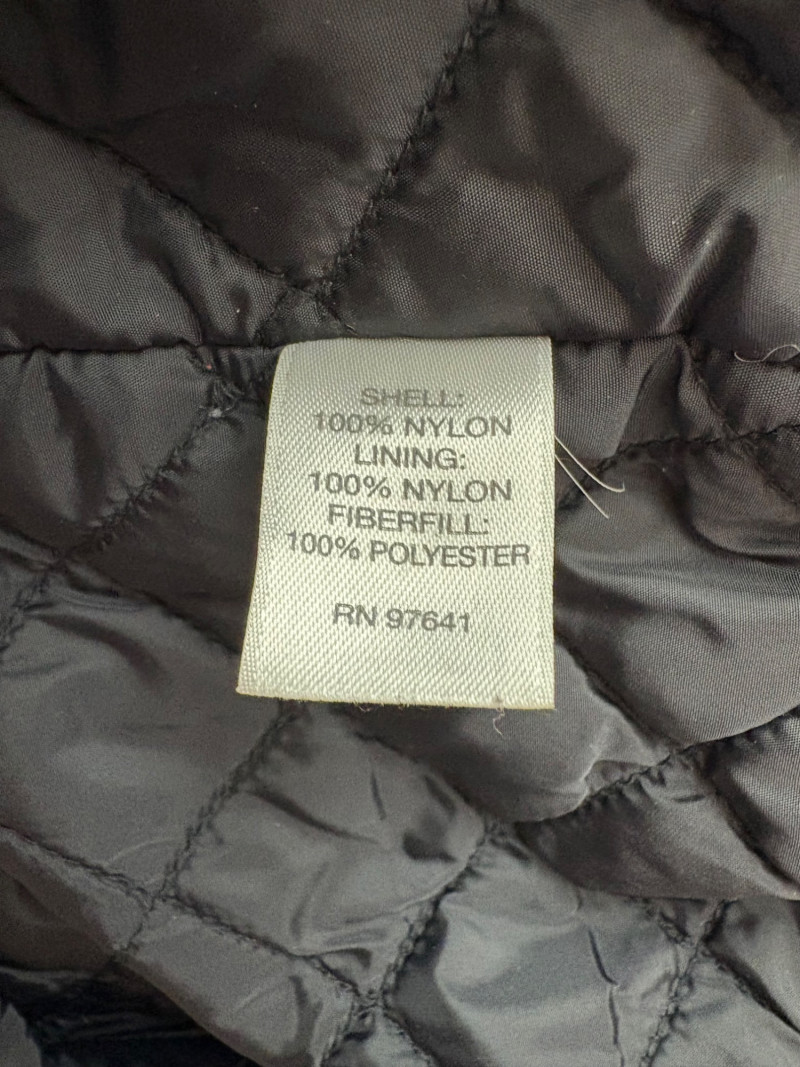 SHELL:
100% NYLON
LINING:
100% NYLON
FIBERFILL:
100% POLYESTER
RN 97641